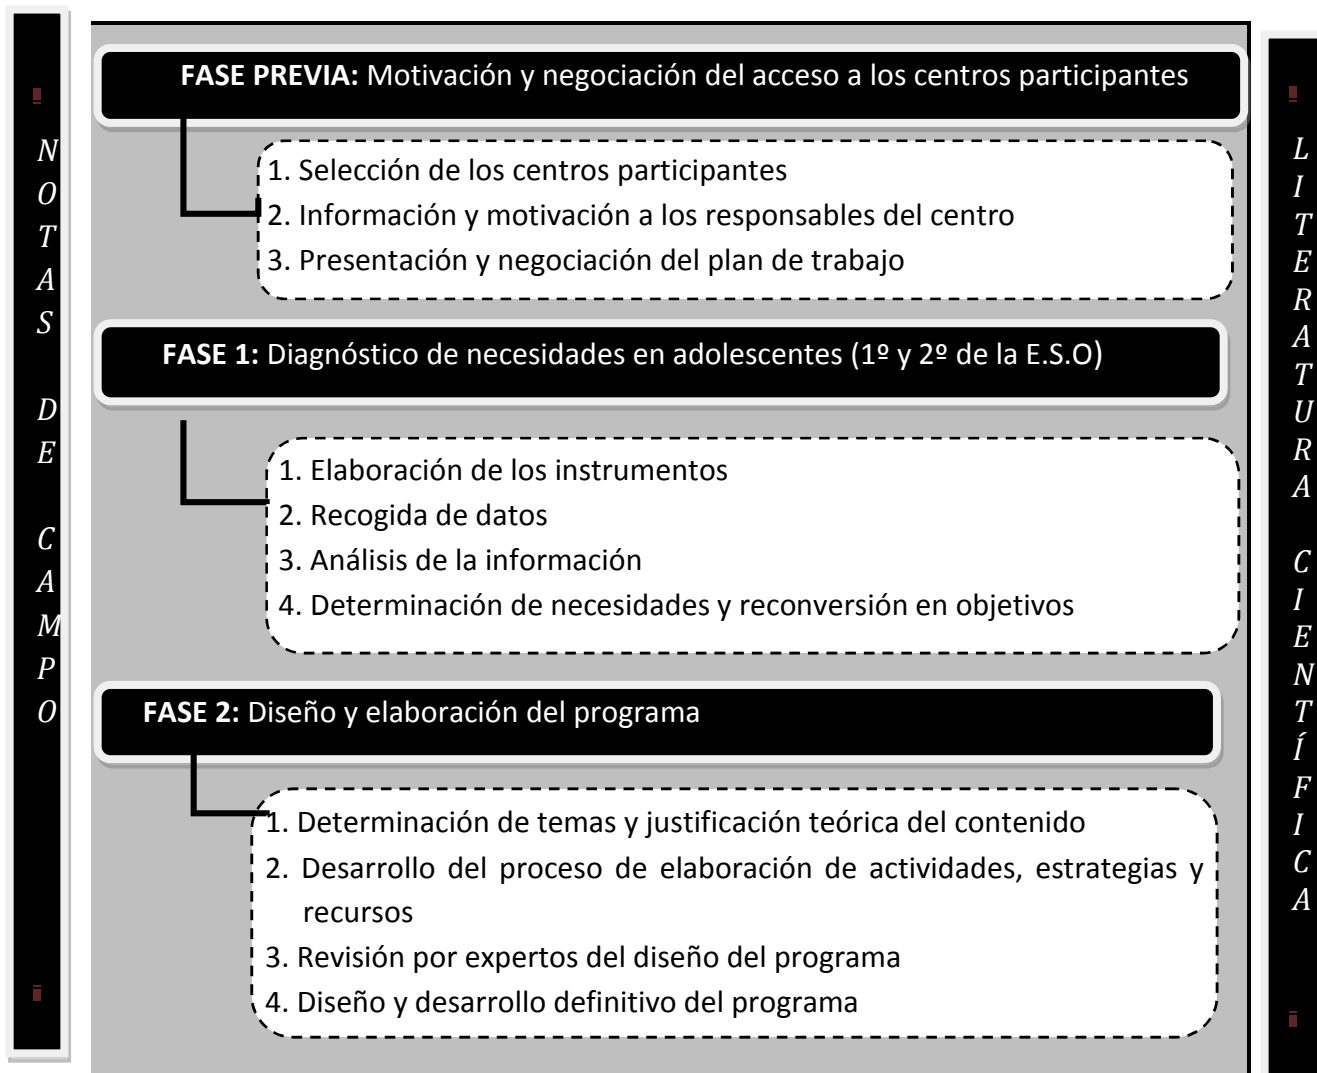 NOTAS DE CAMPO
FASE PREVIA: Motivación y negociación del acceso a los centros participantes
1. Selección de los centros participantes
2. Información y motivación a los responsables del centro
3. Presentación y negociación del plan de trabajo
FASE 1: Diagnóstico de necesidades en adolescentes (1º y 2º de la E.S.O)
1. Elaboración de los instrumentos
2. Recogida de datos
3. Análisis de la información
4. Determinación de necesidades y reconversión en objetivos
FASE 2: Diseño y elaboración del programa
1. Determinación de temas y justificación teórica del contenido
2. Desarrollo del proceso de elaboración de actividades, estrategias y
recursos
3. Revisión por expertos del diseño del programa
4. Diseño y desarrollo definitivo del programa
LITERATURA CIENTÍFICA